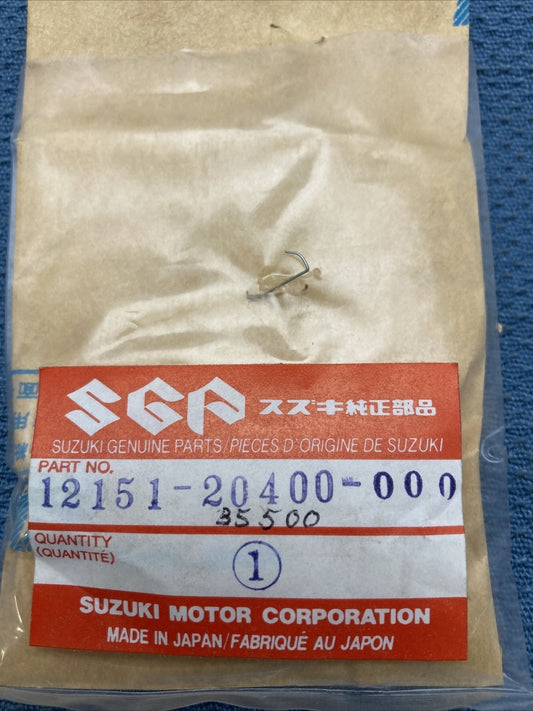 SGP スズキ純正部品
SUZUKI GENUINE PARTS/PIECES D'ORIGINE DE SUZUKI
PART NO.
12151-20400-000
35500
QUANTITY
(QUANTITÉ)
1
SUZUKI MOTOR CORPORATION
MADE IN JAPAN/FABRIQUÉ AU JAPON